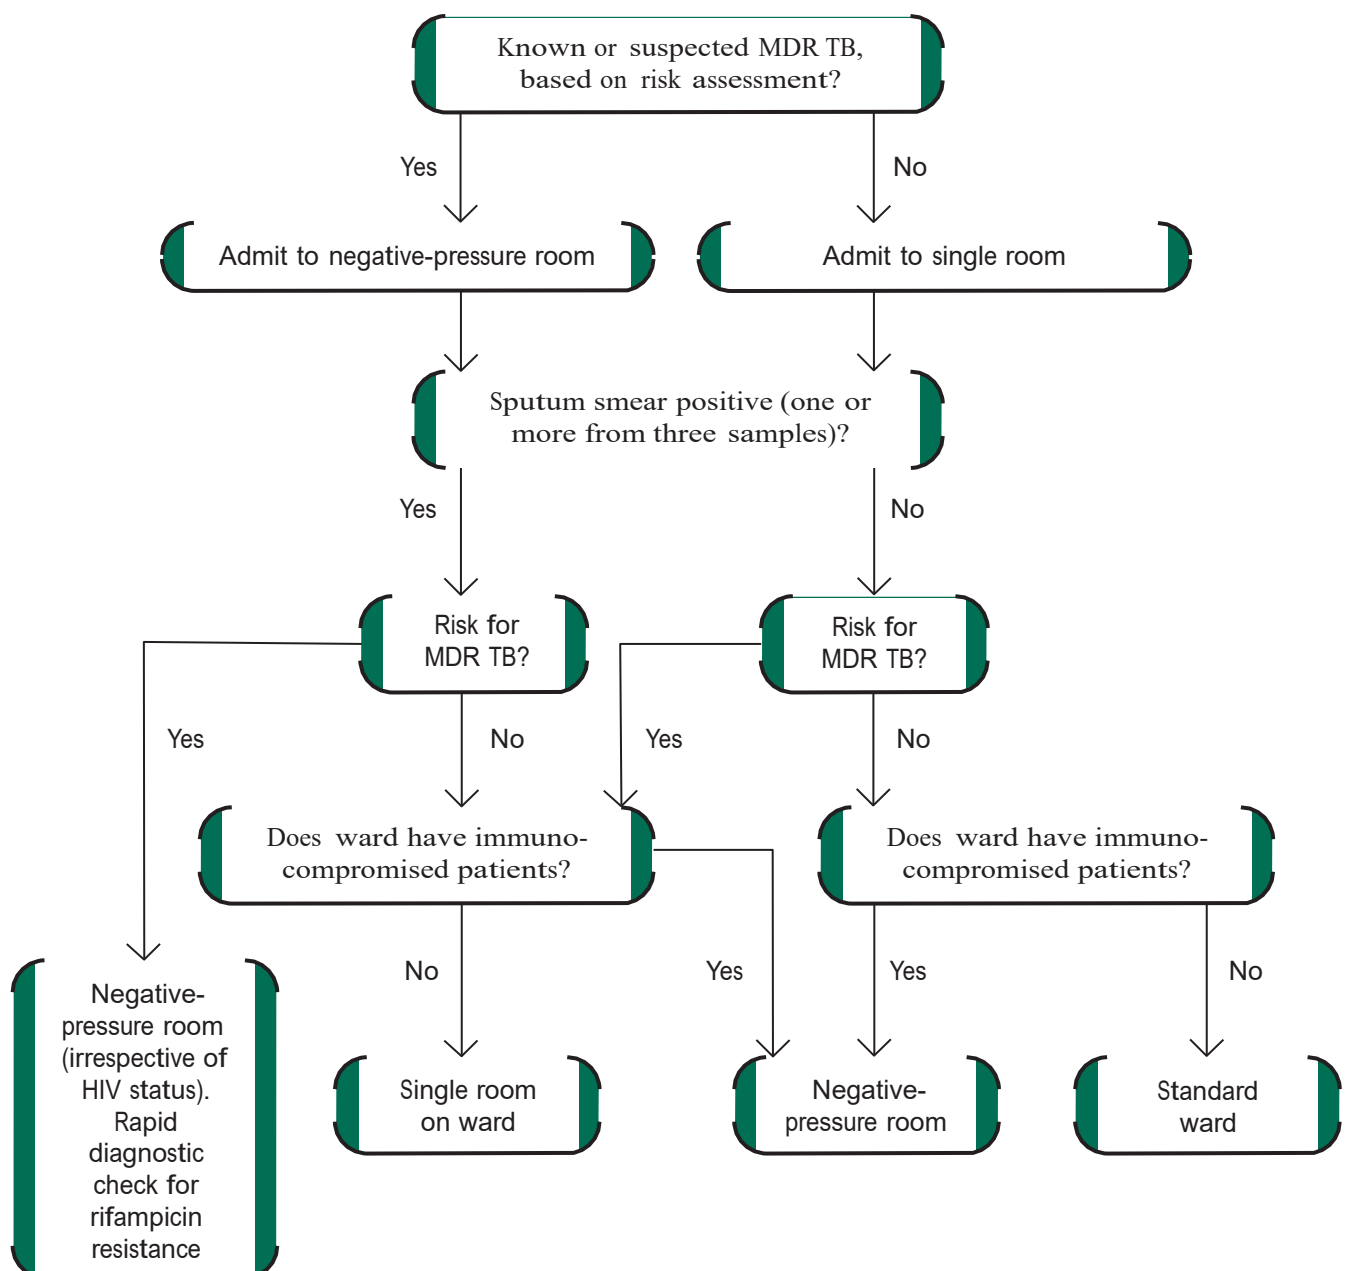 Known or suspected MDR TB,
based on risk assessment?
Yes
No
Admit to negative-pressure room
Admit to single room
Sputum smear positive (one or
more from three samples)?
Yes
No
Risk for
MDR TB?
Risk for
MDR TB?
Yes
No
Yes
No
Does ward have immuno-
compromised patients?
Does ward have immuno-
compromised patients?
No
Yes
Yes
No
Negative-
pressure room
(irrespective of
HIV status).
Rapid
diagnostic
check for
rifampicin
resistance
Single room
on ward
Negative-
pressure room
Standard
ward